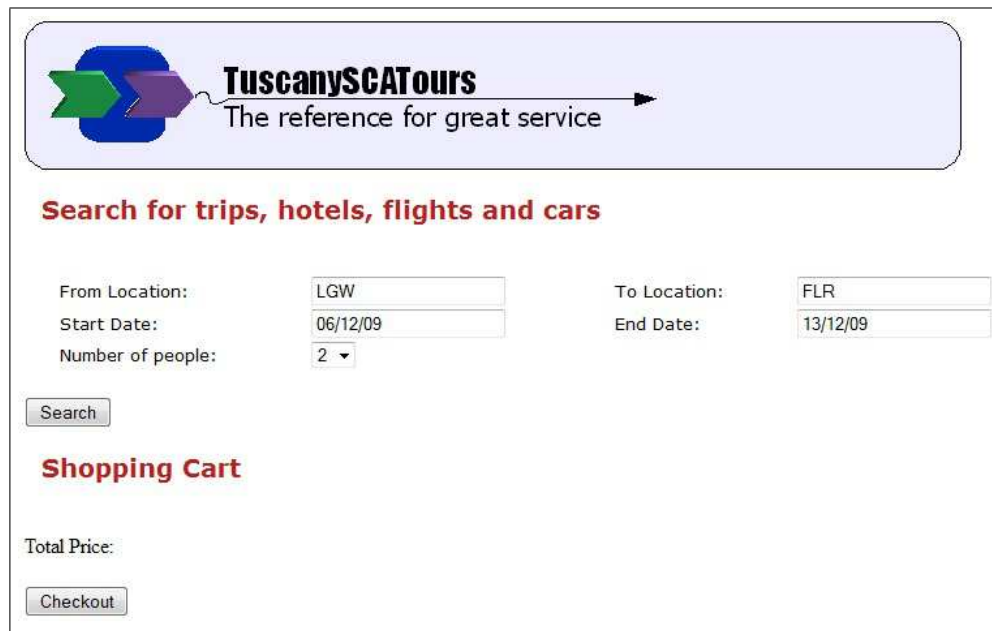 TuscanySCATours
The reference for great service
Search for trips, hotels, flights and cars
From Location: LGW To Location: FLR
Start Date: 06/12/09 End Date: 13/12/09
Number of people: 2
Search
Shopping Cart
Total Price:
Checkout